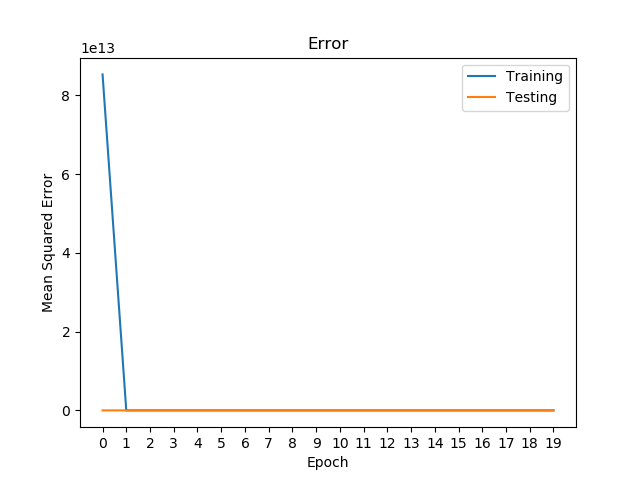 Error
1e13
Training
Testing
8
6
4
2
0
Mean Squared Error
0 1 2 3 4 5 6 7 8 9 10 11 12 13 14 15 16 17 18 19
Epoch